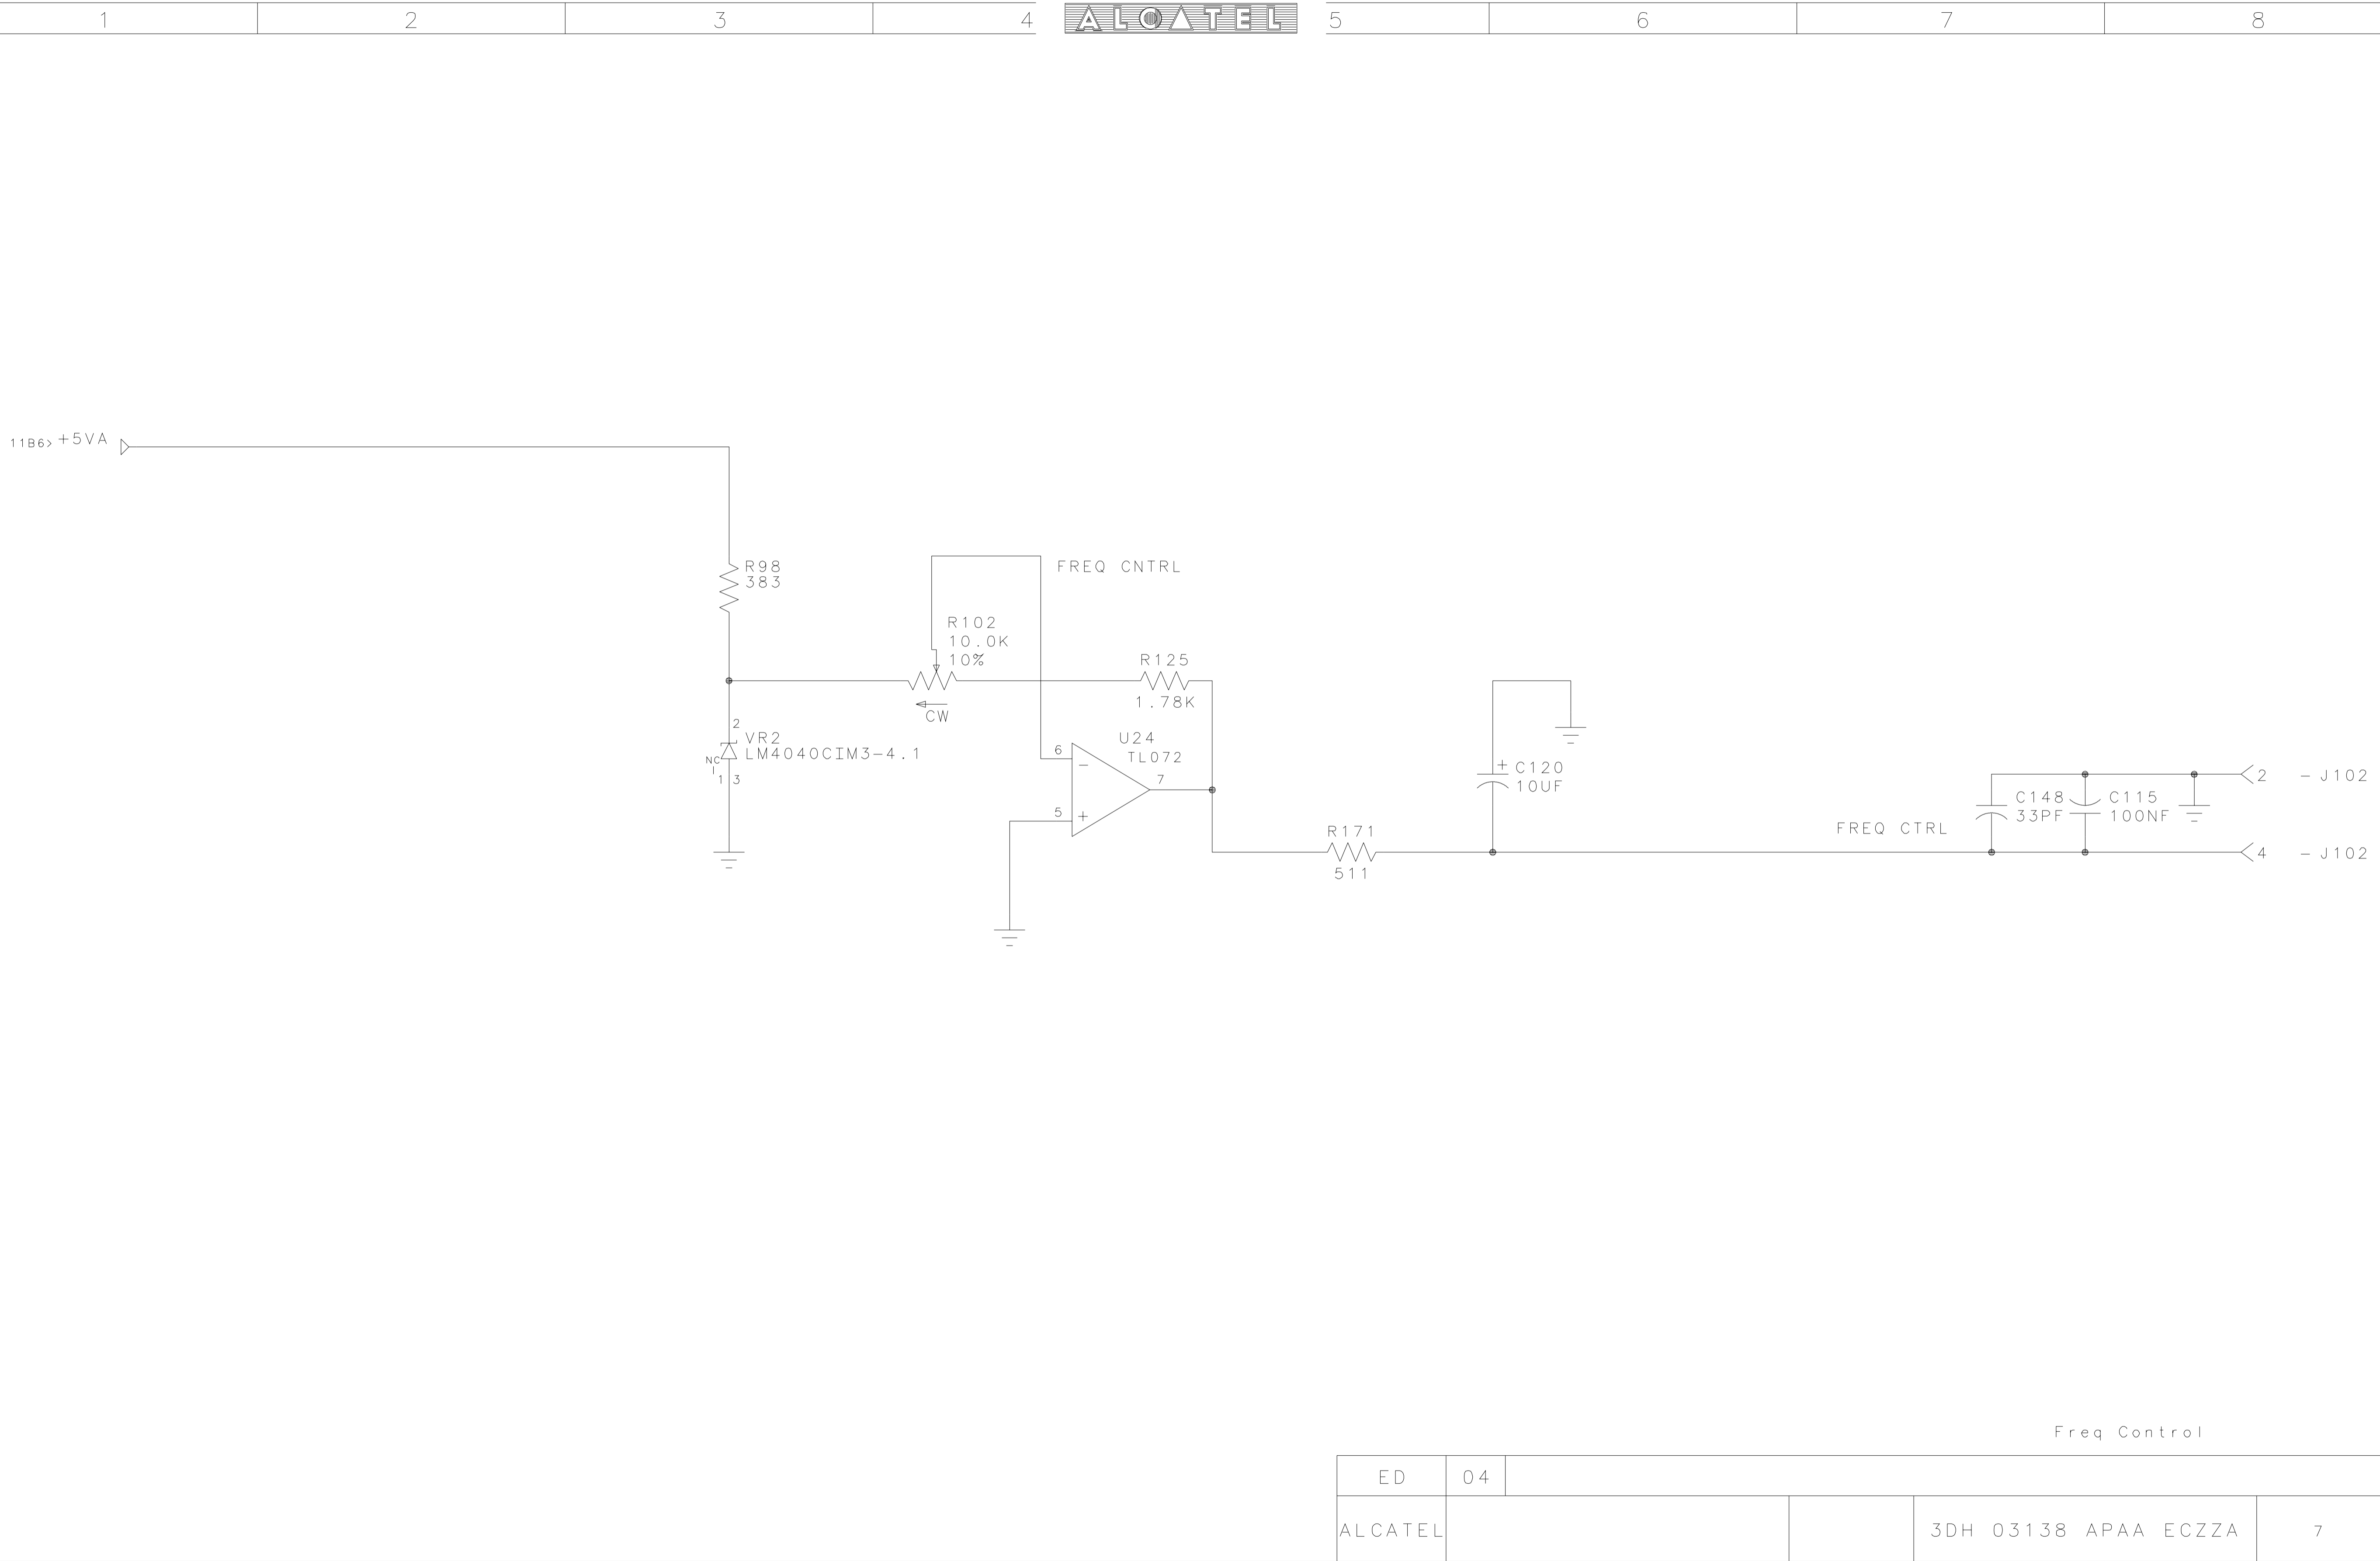 1 2 3 4 ALCATEL 5 6 7 8
11B6> +5VA
R98
383
FREQ CNTRL
R102
10.0K
10%
CW
R125
1.78K
2
VR2
LM4040CIM3-4.1
NC
1 3
U24
TL072
6
-
7
5
+
R171
511
+ C120
10UF
FREQ CTRL
C148
33PF
C115
100NF
2 - J102
4 - J102
Freq Control
ED 04
ALCATEL 3DH 03138 APAA ECZZA 7